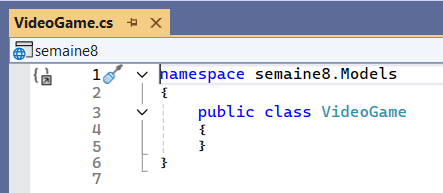 VideoGame.cs
semaine8
1 namespace semaine8.Models
2 {
3 public class VideoGame
4 {
5 }
6 }
7